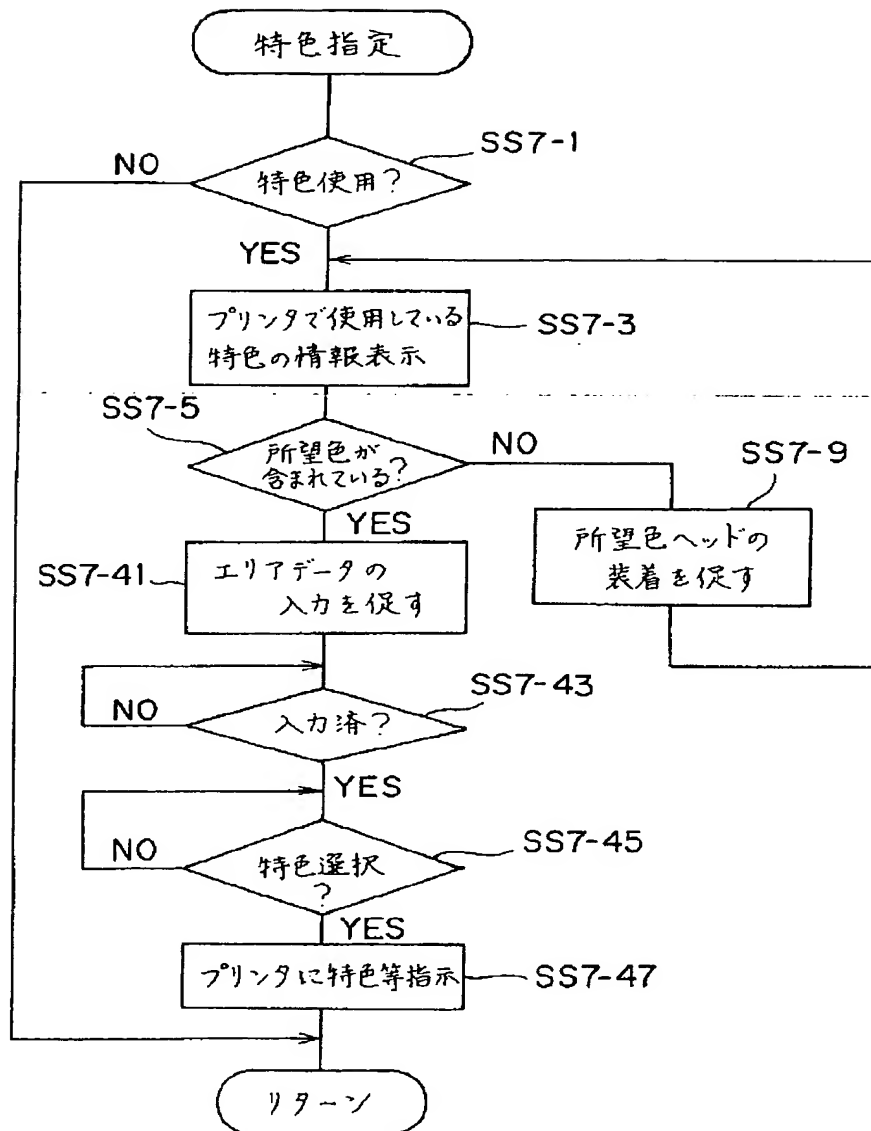 特色指定
SS7-1
NO
特色使用?
YES
プリンタで使用している
特色の情報表示
SS7-3
SS7-5
所望色が
含まれている?
NO
SS7-9
YES
所望色ヘッドの
装着を促す
SS7-41
エリアデータの
入力を促す
SS7-43
NO
入力済?
YES
SS7-45
NO
特色選択
?
YES
プリンタに特色等指示
SS7-47
リターン